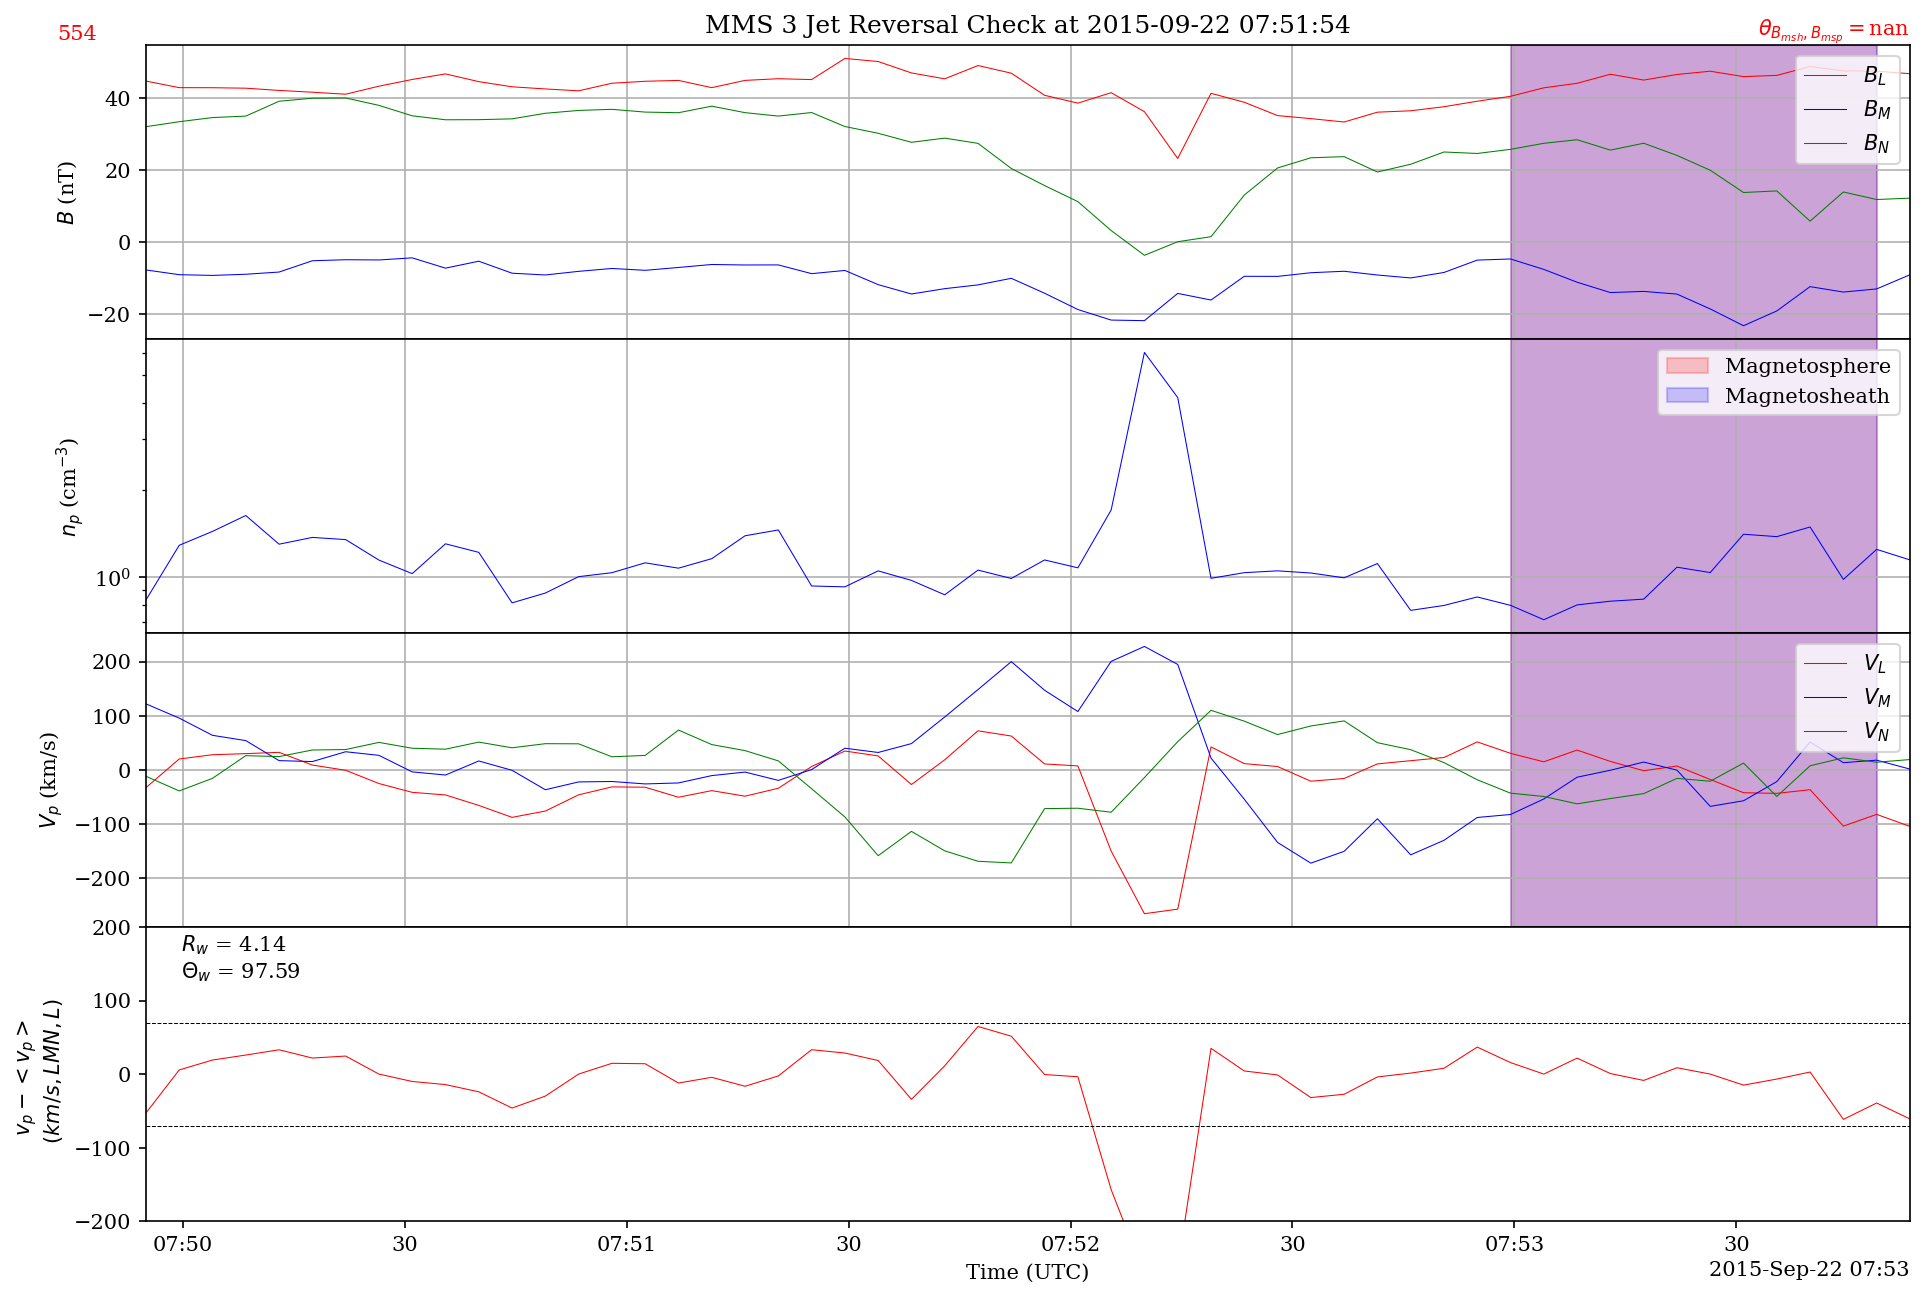 MMS 3 Jet Reversal Check at 2015-09-22 07:51:54
554
θ_{B_{msh}, B_{msp}} = nan
40
20
0
−20
B (nT)
B_L
B_M
B_N
10^0
n_p (cm^{−3})
Magnetosphere
Magnetosheath
200
100
0
−100
−200
V_p (km/s)
V_L
V_M
V_N
200
100
0
−100
−200
v_p − < v_p >
(km/s, LMN, L)
R_w = 4.14
Θ_w = 97.59
07:50
30
07:51
30
07:52
30
07:53
30
Time (UTC)
2015-Sep-22 07:53